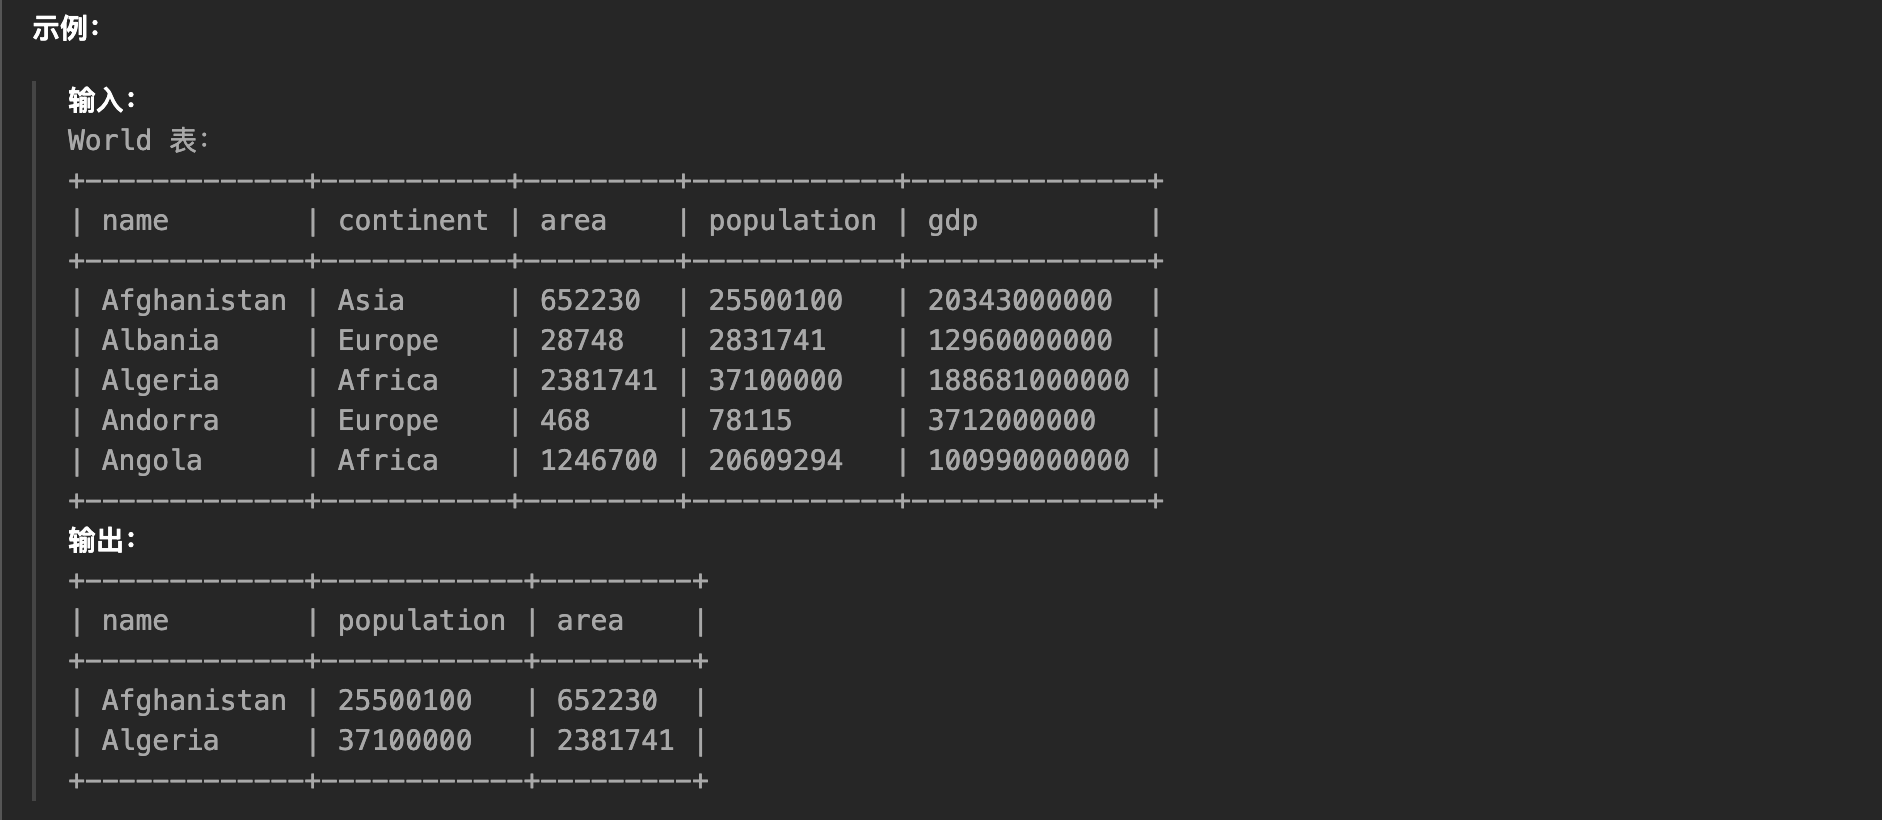 示例：
输入：
World 表：
+-------------+-----------+---------+------------+--------------+
| name        | continent | area    | population | gdp          |
+-------------+-----------+---------+------------+--------------+
| Afghanistan | Asia      | 652230  | 25500100   | 20343000000  |
| Albania     | Europe    | 28748   | 2831741    | 12960000000  |
| Algeria     | Africa    | 2381741 | 37100000   | 188681000000 |
| Andorra     | Europe    | 468     | 78115      | 3712000000   |
| Angola      | Africa    | 1246700 | 20609294   | 100990000000 |
+-------------+-----------+---------+------------+--------------+
输出：
+-------------+------------+---------+
| name        | population | area    |
+-------------+------------+---------+
| Afghanistan | 25500100   | 652230  |
| Algeria     | 37100000   | 2381741 |
+-------------+------------+---------+